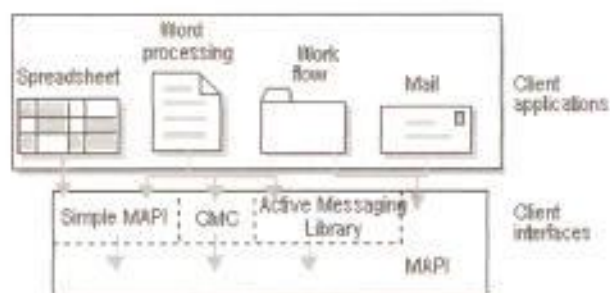 Word
processing
Work
flow
Spreadsheet
Mail
Client
applications
Simple MAPI
CMC
Active Messaging
Library
Client
interfaces
MAPI